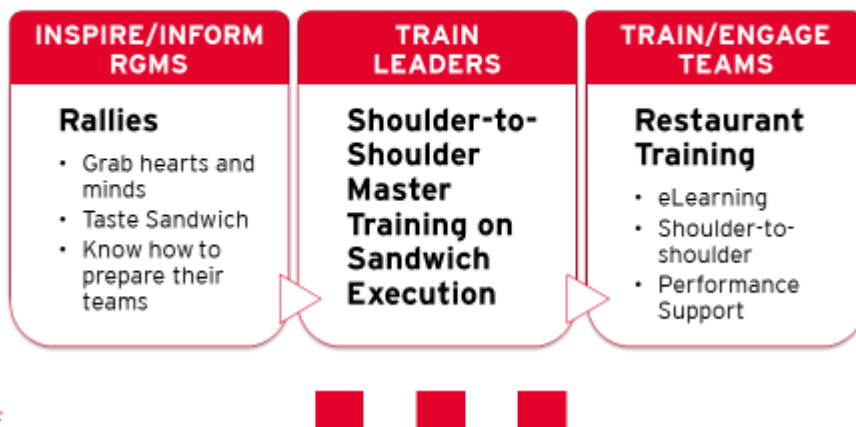 INSPIRE/INFORM
RGMS
Rallies
• Grab hearts and
minds
• Taste Sandwich
• Know how to
prepare their
teams
TRAIN
LEADERS
Shoulder-to-
Shoulder
Master
Training on
Sandwich
Execution
TRAIN/ENGAGE
TEAMS
Restaurant
Training
• eLearning
• Shoulder-to-
shoulder
• Performance
Support